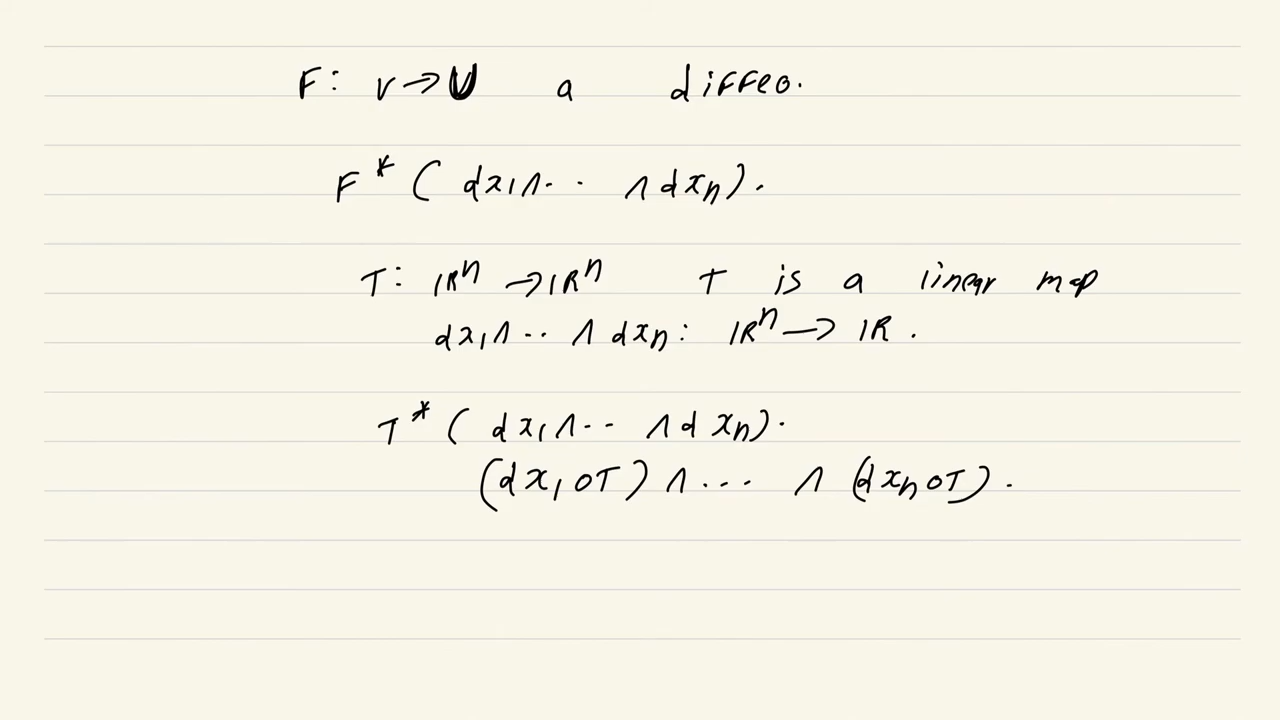 F: V → U a diffeo.
F* ( dx₁∧·· ∧ dxₙ).
T: ℝⁿ → ℝⁿ T is a linear map
dx₁∧·· ∧ dxₙ: ℝⁿ → ℝ.
T* ( dx₁∧·· ∧ dxₙ).
(dx₁∘T) ∧ ... ∧ (dxₙ∘T).